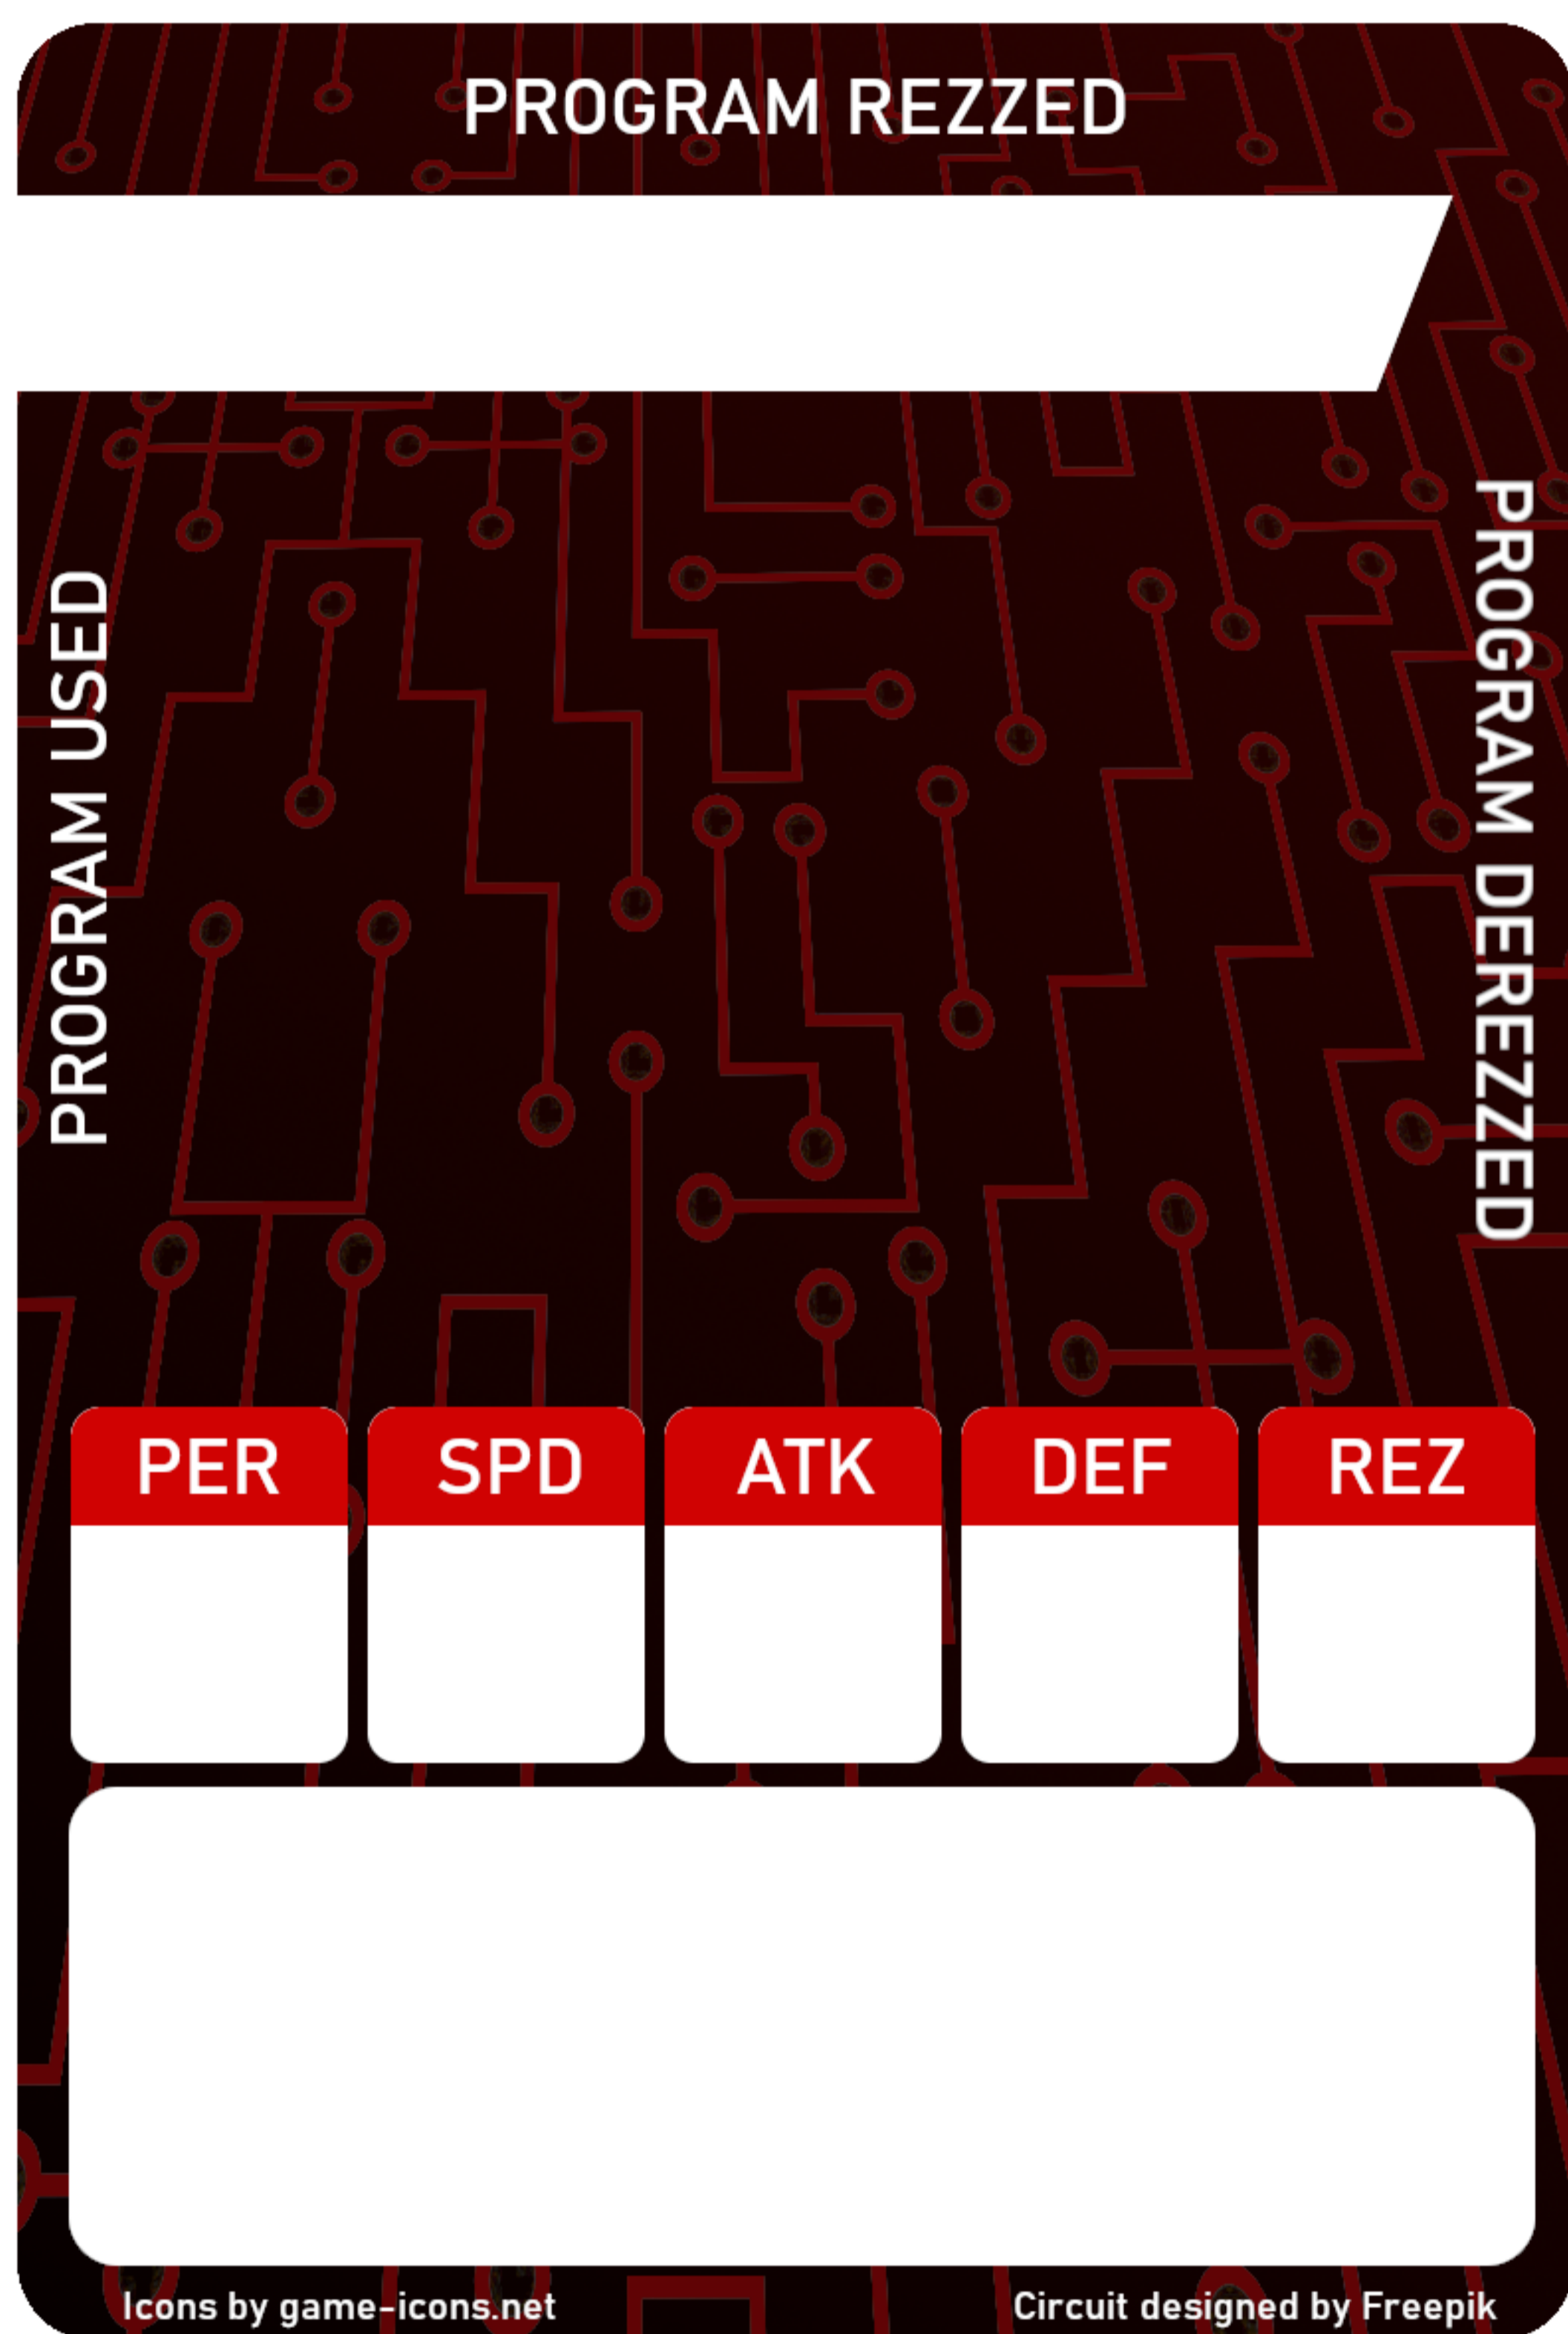 PROGRAM REZZED
PROGRAM USED
PROGRAM DEREZZED
PER
SPD
ATK
DEF
REZ
Icons by game-icons.net
Circuit designed by Freepik